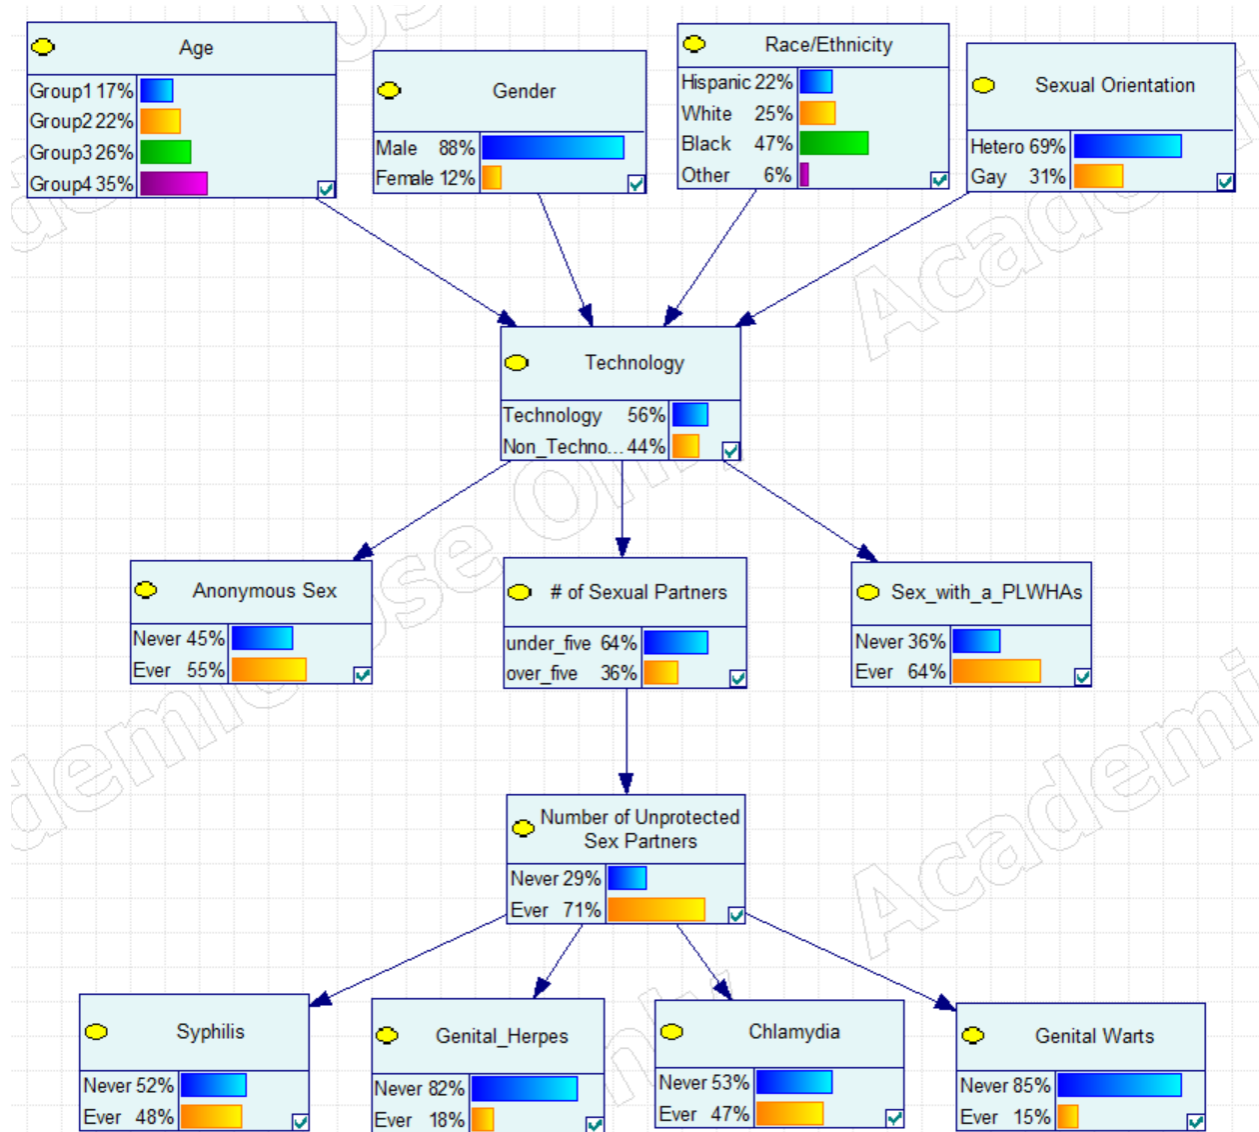 Age
Group1 17%
Group2 22%
Group3 26%
Group4 35%
Gender
Male 88%
Female 12%
Race/Ethnicity
Hispanic 22%
White 25%
Black 47%
Other 6%
Sexual Orientation
Hetero 69%
Gay 31%
Technology
Technology 56%
Non_Techno... 44%
Anonymous Sex
Never 45%
Ever 55%
# of Sexual Partners
under_five 64%
over_five 36%
Sex_with_a_PLWHAs
Never 36%
Ever 64%
Number of Unprotected
Sex Partners
Never 29%
Ever 71%
Syphilis
Never 52%
Ever 48%
Genital_Herpes
Never 82%
Ever 18%
Chlamydia
Never 53%
Ever 47%
Genital Warts
Never 85%
Ever 15%